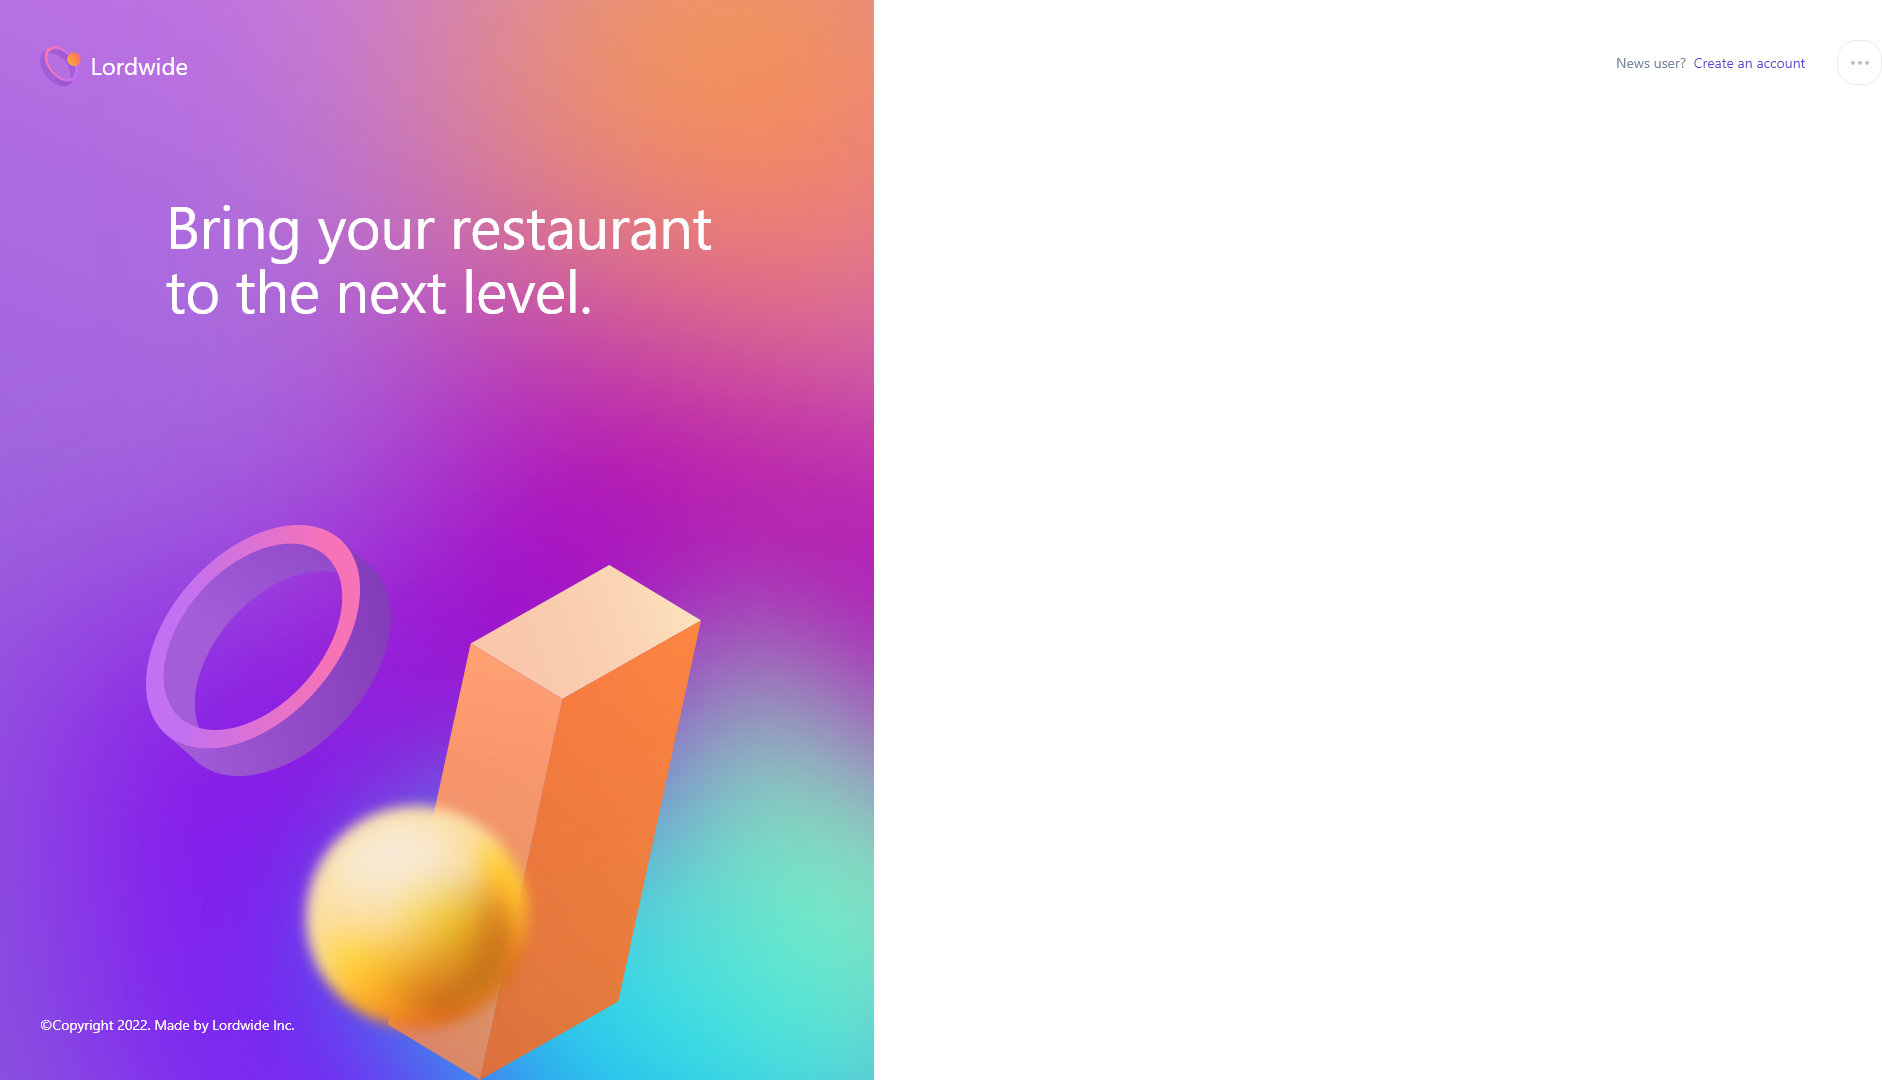 Lordwide
News user? Create an account
Bring your restaurant
to the next level.
©Copyright 2022. Made by Lordwide Inc.